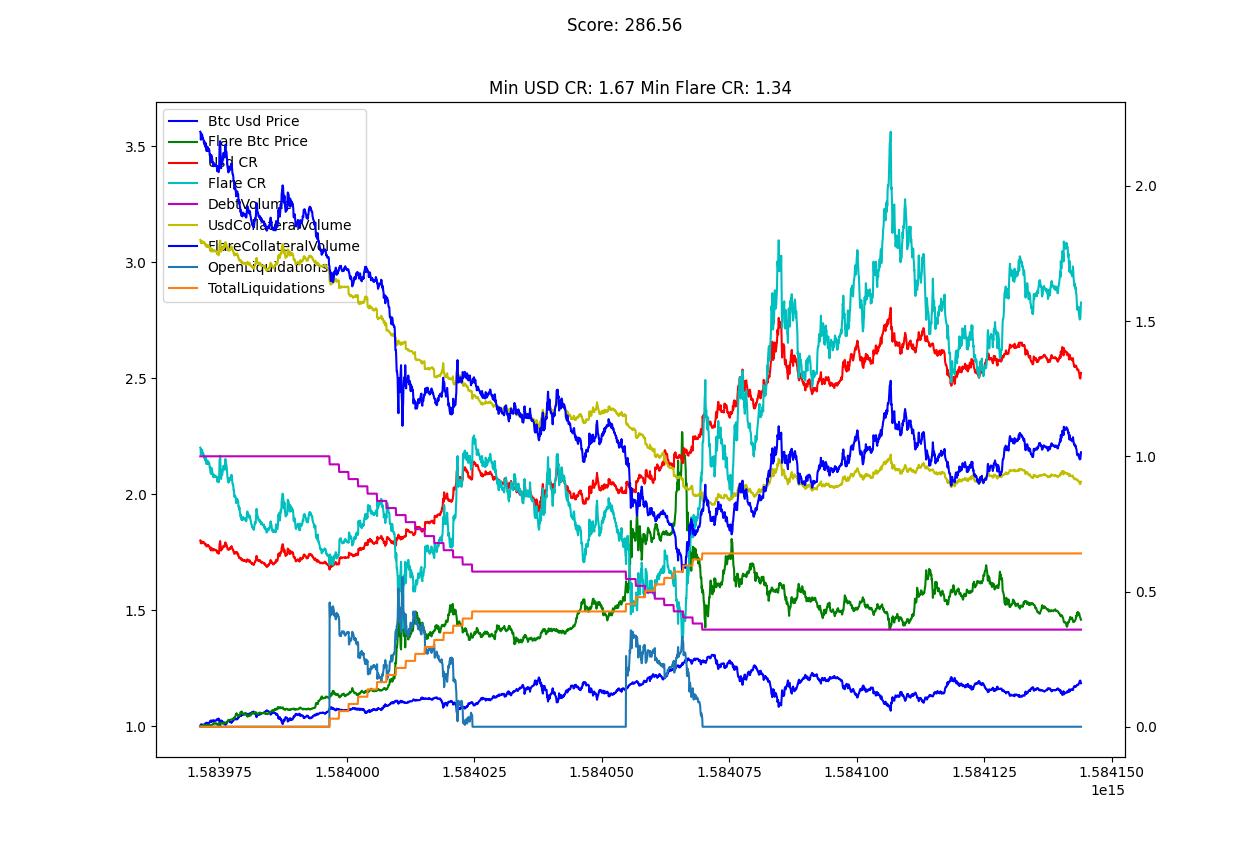 Score: 286.56
Min USD CR: 1.67 Min Flare CR: 1.34
Btc Usd Price
Flare Btc Price
Usd CR
Flare CR
DebtVolume
UsdCollateralVolume
FlareCollateralVolume
OpenLiquidations
TotalLiquidations
3.5
3.0
2.5
2.0
1.5
1.0
2.0
1.5
1.0
0.5
0.0
1.583975
1.584000
1.584025
1.584050
1.584075
1.584100
1.584125
1.584150
1e15